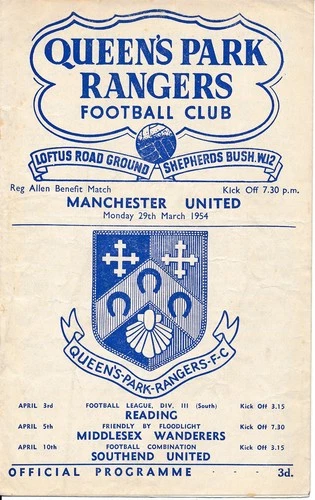 QUEEN'S PARK
RANGERS
FOOTBALL CLUB
LOFTUS ROAD GROUND SHEPHERDS BUSH.W12
Reg Allen Benefit Match Kick Off 7.30 p.m.
MANCHESTER UNITED
Monday 29th March 1954
QUEEN'S-PARK-RANGERS-F-C
APRIL 3rd FOOTBALL LEAGUE, DIV. III (South) Kick Off 3.15
READING
APRIL 5th FRIENDLY BY FLOODLIGHT Kick Off 7.30
MIDDLESEX WANDERERS
APRIL 10th FOOTBALL COMBINATION Kick Off 3.15
SOUTHEND UNITED
OFFICIAL PROGRAMME 3d.